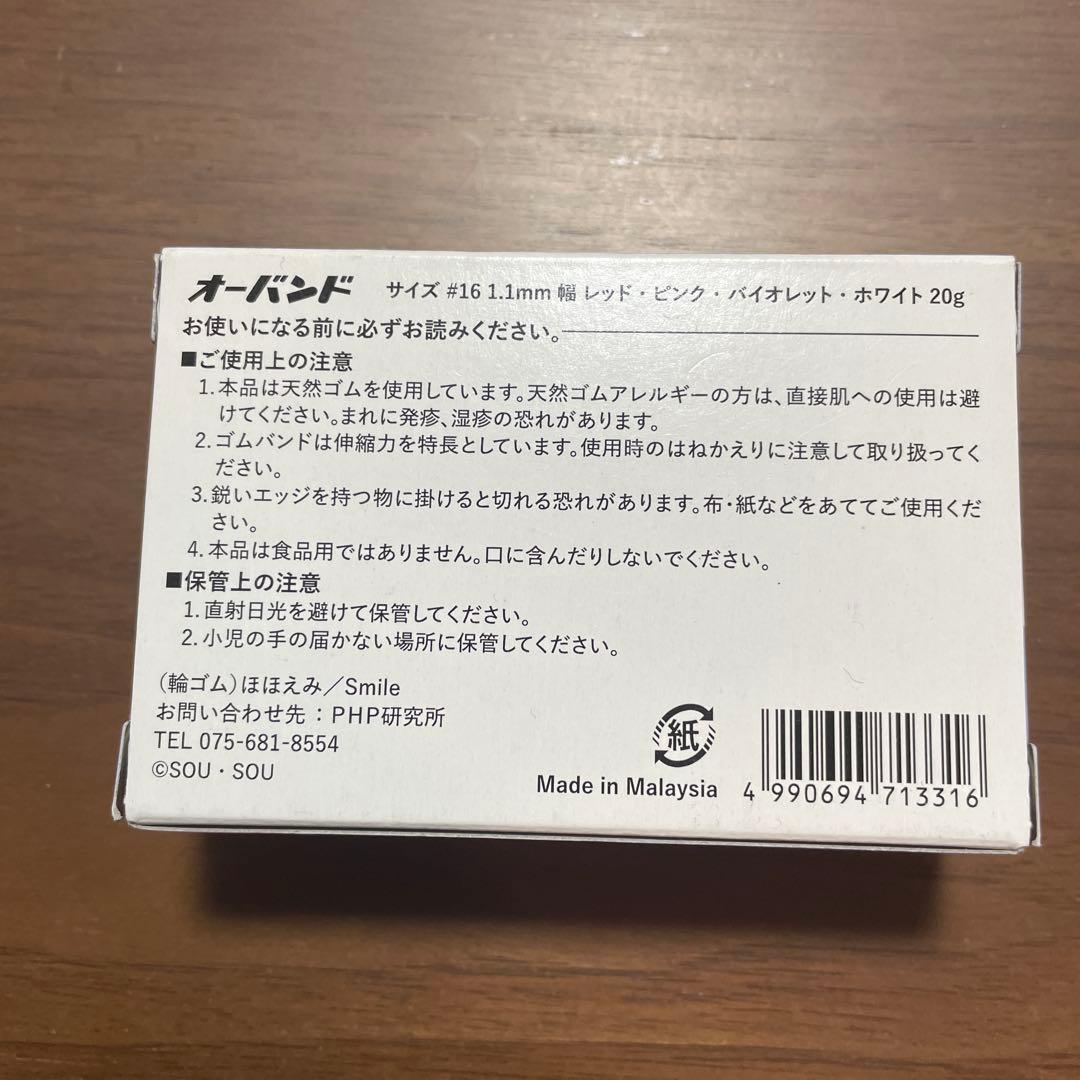 オーバンド サイズ #16 1.1mm 幅 レッド・ピンク・バイオレット・ホワイト 20g
お使いになる前に必ずお読みください。
■ご使用上の注意
1.本品は天然ゴムを使用しています。天然ゴムアレルギーの方は、直接肌への使用は避
けてください。まれに発疹、湿疹の恐れがあります。
2.ゴムバンドは伸縮力を特長としています。使用時のはねかえりに注意して取り扱ってく
ださい。
3.鋭いエッジを持つ物に掛けると切れる恐れがあります。布・紙などをあててご使用くだ
さい。
4.本品は食品用ではありません。口に含んだりしないでください。
■保管上の注意
1.直射日光を避けて保管してください。
2.小児の手の届かない場所に保管してください。
（輪ゴム）ほほえみ／Smile
お問い合わせ先：PHP研究所
TEL 075-681-8554
©SOU・SOU
紙
Made in Malaysia
4 990694 713316